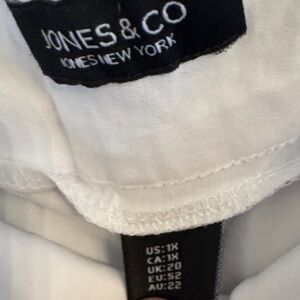 JONES & CO
JONES NEW YORK
US:1X
CA:1X
UK:20
EU:52
AU:22